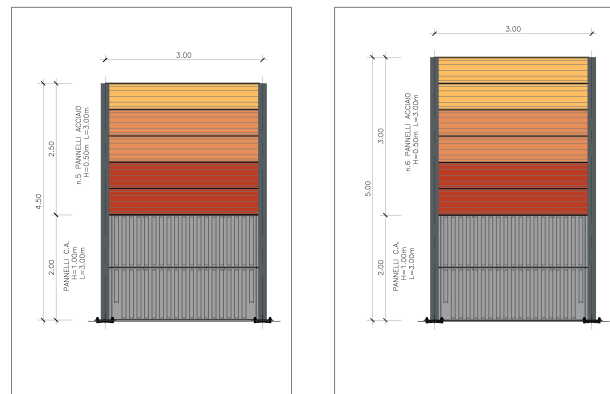 3.00
4.50
2.50
n.5 PANNELLI ACCIAIO
H=0.50m L=3.00m
2.00
PANNELLI C.A.
H=1.00m
L=3.00m
3.00
5.00
3.00
n.6 PANNELLI ACCIAIO
H=0.50m L=3.00m
2.00
PANNELLI C.A.
H=1.00m
L=3.00m